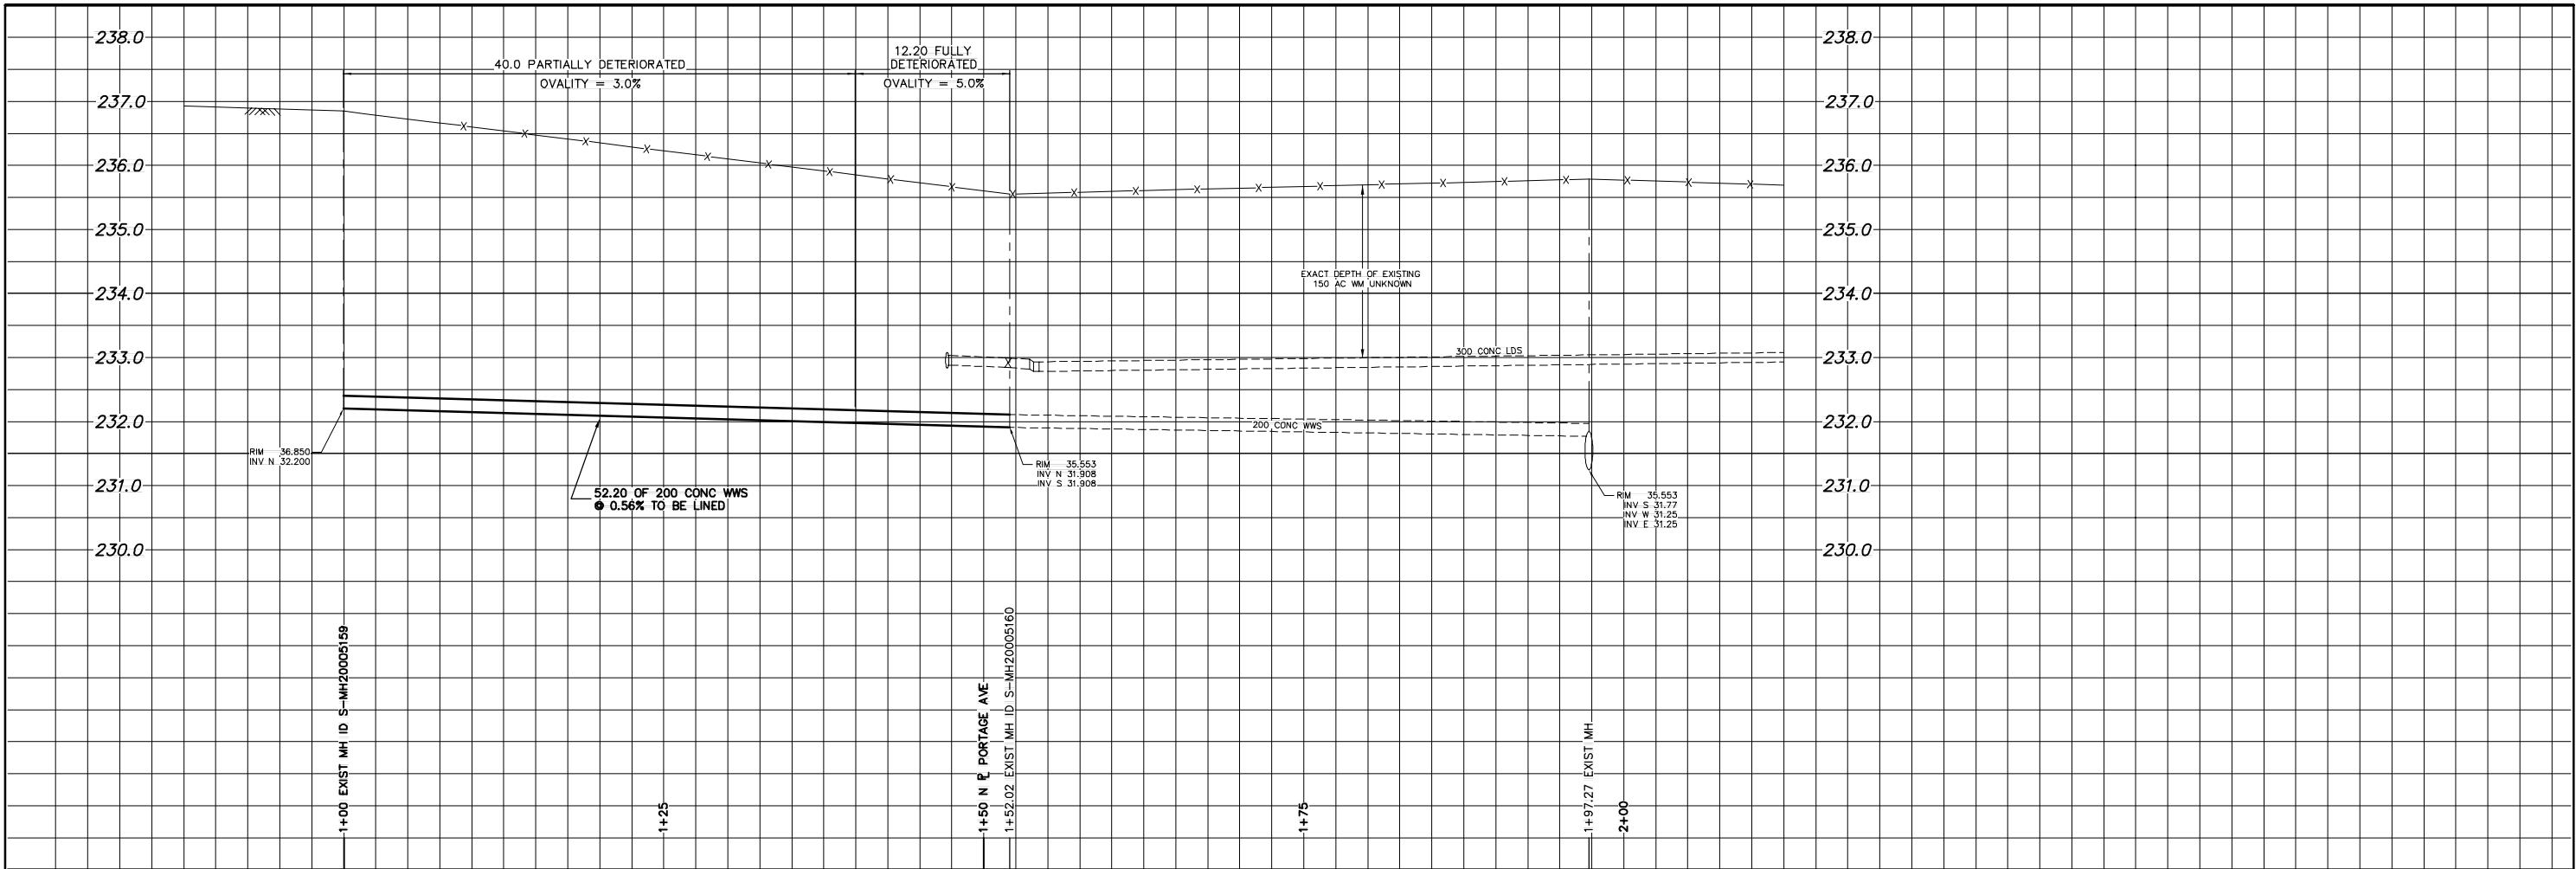 238.0
238.0
12.20 FULLY
DETERIORATED
40.0 PARTIALLY DETERIORATED
OVALITY = 3.0%
OVALITY = 5.0%
237.0
237.0
236.0
236.0
235.0
235.0
EXACT DEPTH OF EXISTING
150 AC WM UNKNOWN
234.0
234.0
300 CONC LDS
233.0
233.0
232.0
232.0
200 CONC WWS
RIM 36.850
INV N 32.200
RIM 35.553
INV N 31.908
INV S 31.908
231.0
231.0
52.20 OF 200 CONC WWS
@ 0.56% TO BE LINED
RIM 35.553
INV S 31.77
INV W 31.25
INV E 31.25
230.0
230.0
1+00 EXIST MH ID S-MH20005159
1+25
1+50 N PL PORTAGE AVE
1+52.02 EXIST MH ID S-MH20005160
1+75
1+97.27 EXIST MH
2+00